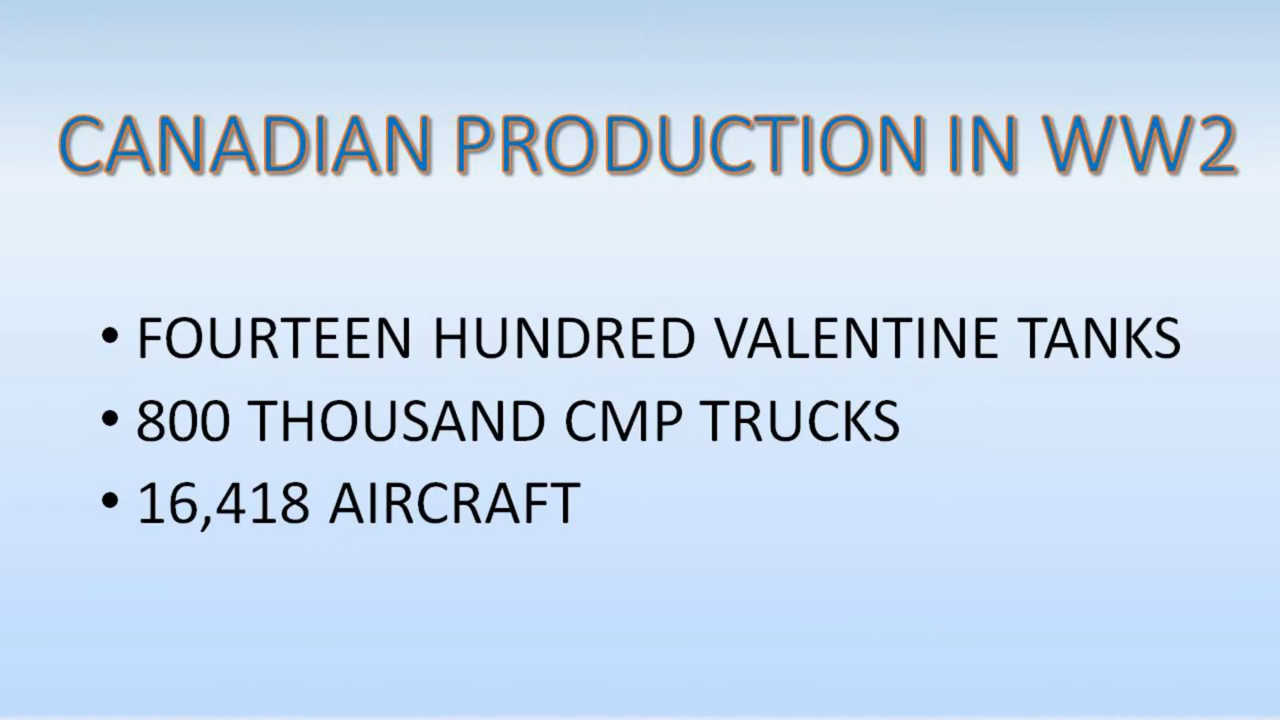 CANADIAN PRODUCTION IN WW2
• FOURTEEN HUNDRED VALENTINE TANKS
• 800 THOUSAND CMP TRUCKS
• 16,418 AIRCRAFT